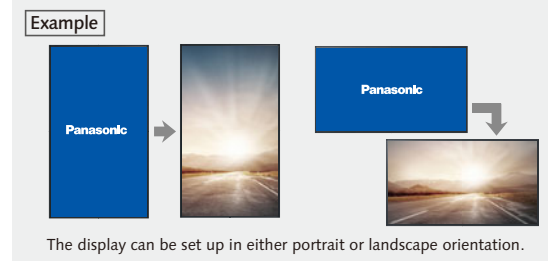 Example
Panasonic
Panasonic
The display can be set up in either portrait or landscape orientation.